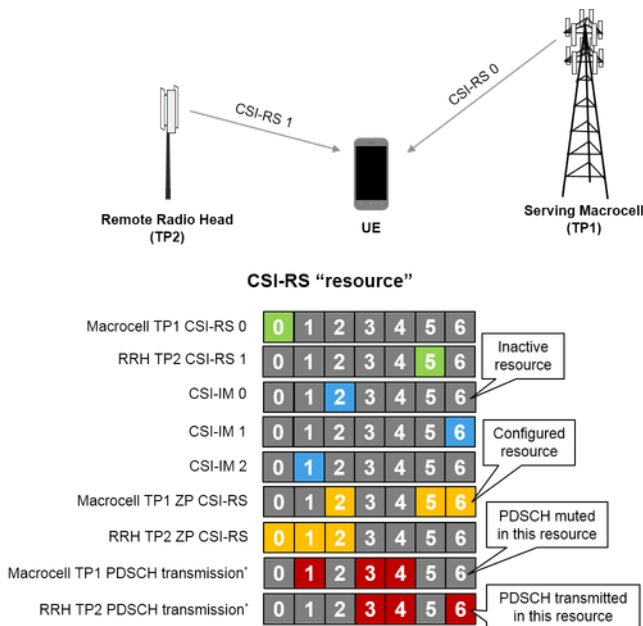 CSI-RS 1
CSI-RS 0
Remote Radio Head
(TP2)
UE
Serving Macrocell
(TP1)
CSI-RS “resource”
Macrocell TP1 CSI-RS 0
0 1 2 3 4 5 6
RRH TP2 CSI-RS 1
0 1 2 3 4 5 6
Inactive
resource
CSI-IM 0
0 1 2 3 4 5 6
CSI-IM 1
0 1 2 3 4 5 6
Configured
resource
CSI-IM 2
0 1 2 3 4 5 6
Macrocell TP1 ZP CSI-RS
0 1 2 3 4 5 6
PDSCH muted
in this resource
RRH TP2 ZP CSI-RS
0 1 2 3 4 5 6
Macrocell TP1 PDSCH transmission*
0 1 2 3 4 5 6
RRH TP2 PDSCH transmission*
0 1 2 3 4 5 6
PDSCH transmitted
in this resource